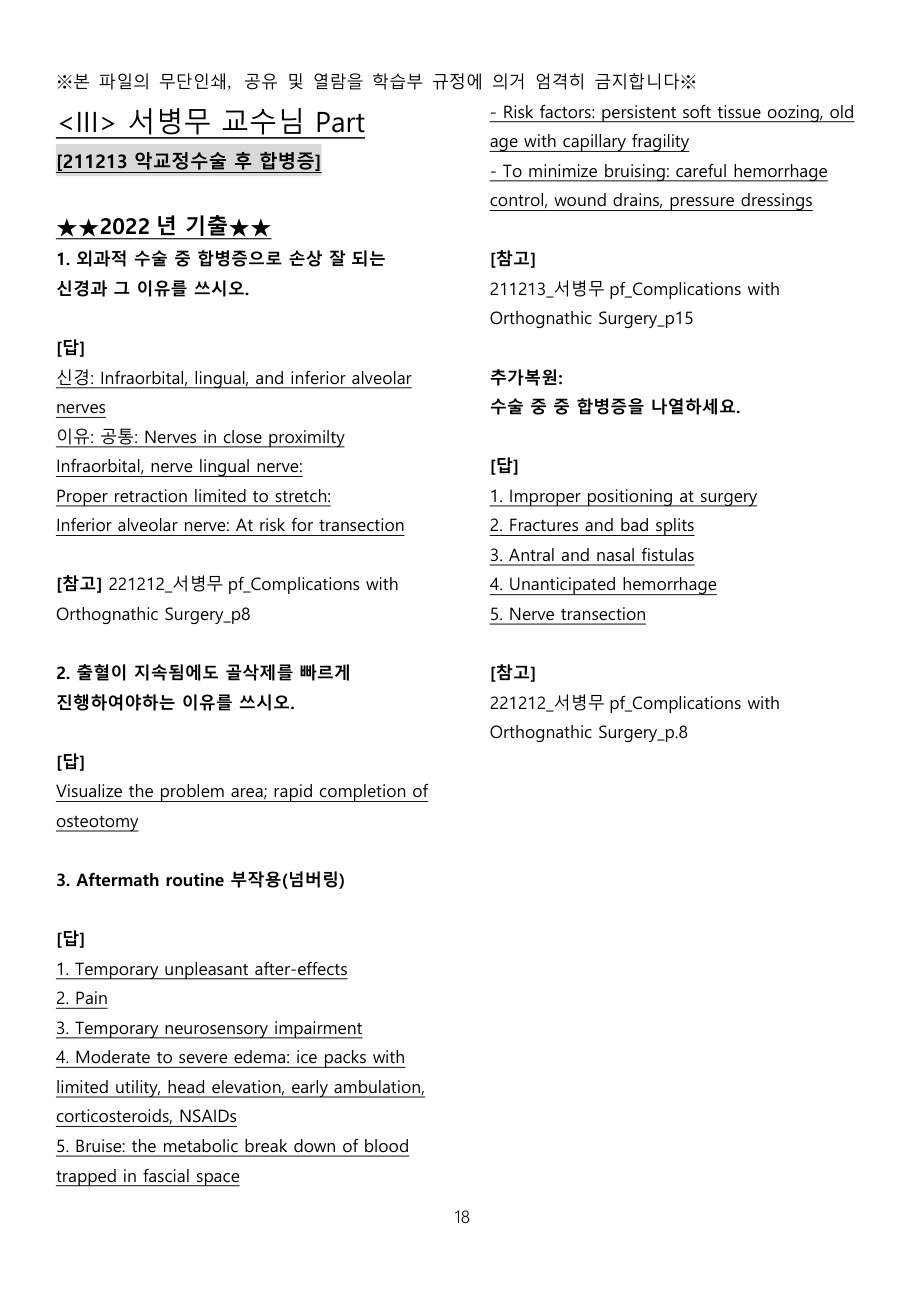 ※본 파일의 무단인쇄, 공유 및 열람을 학습부 규정에 의거 엄격히 금지합니다※
<III> 서병무 교수님 Part
[211213 악교정수술 후 합병증]
★★2022 년 기출★★
1. 외과적 수술 중 합병증으로 손상 잘 되는
신경과 그 이유를 쓰시오.
[답]
신경: Infraorbital, lingual, and inferior alveolar
nerves
이유: 공통: Nerves in close proximilty
Infraorbital, nerve lingual nerve:
Proper retraction limited to stretch:
Inferior alveolar nerve: At risk for transection
[참고] 221212_서병무 pf_Complications with
Orthognathic Surgery_p8
2. 출혈이 지속됨에도 골삭제를 빠르게
진행하여야하는 이유를 쓰시오.
[답]
Visualize the problem area; rapid completion of
osteotomy
3. Aftermath routine 부작용(넘버링)
[답]
1. Temporary unpleasant after-effects
2. Pain
3. Temporary neurosensory impairment
4. Moderate to severe edema: ice packs with
limited utility, head elevation, early ambulation,
corticosteroids, NSAIDs
5. Bruise: the metabolic break down of blood
trapped in fascial space
- Risk factors: persistent soft tissue oozing, old
age with capillary fragility
- To minimize bruising: careful hemorrhage
control, wound drains, pressure dressings
[참고]
211213_서병무 pf_Complications with
Orthognathic Surgery_p15
추가복원:
수술 중 중 합병증을 나열하세요.
[답]
1. Improper positioning at surgery
2. Fractures and bad splits
3. Antral and nasal fistulas
4. Unanticipated hemorrhage
5. Nerve transection
[참고]
221212_서병무 pf_Complications with
Orthognathic Surgery_p.8
18